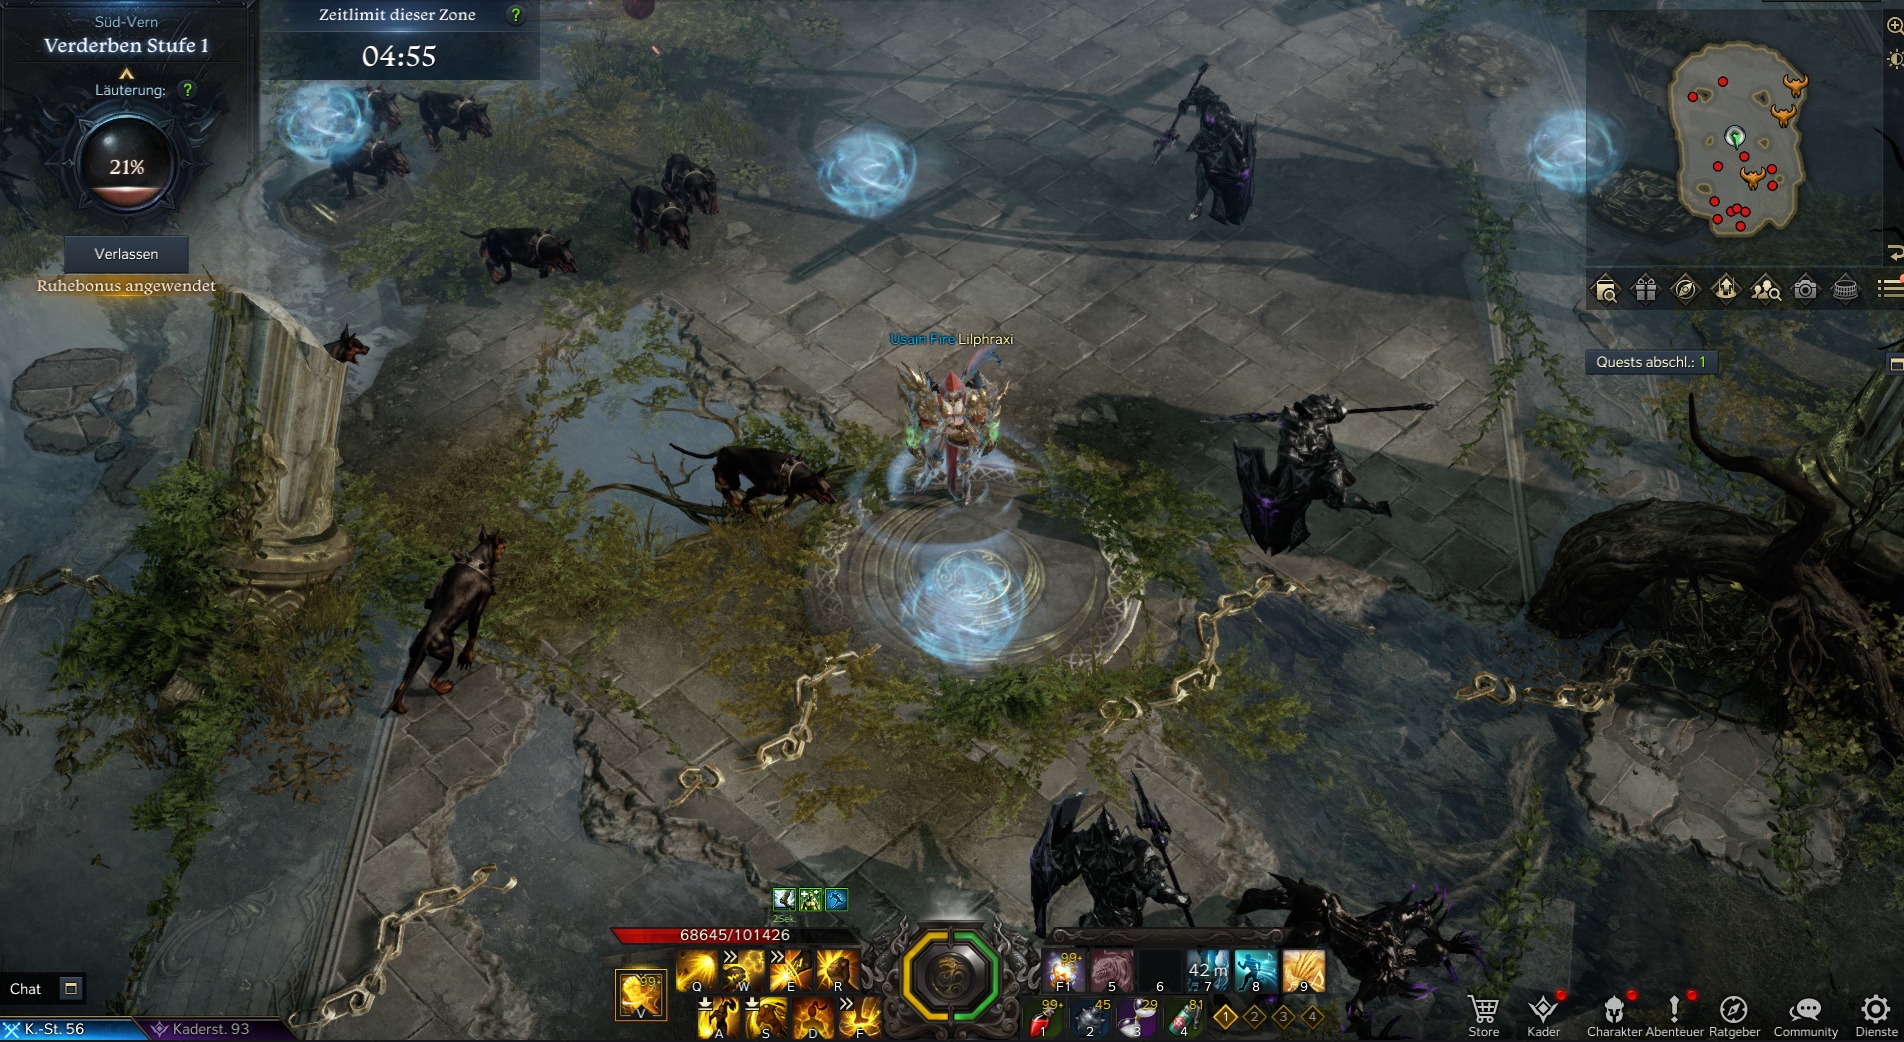 Süd-Vern
Verderben Stufe 1
Läuterung: ?
21%
Verlassen
Ruhebonus angewendet
Zeitlimit dieser Zone ?
04:55
Quests abschl.: 1
Usain Fire Lilphraxi
2Sek.
68645/101426
99+
V
Q W E R
A S D F
99+
42 m
F1 5 6 7 8 9
99+ 45 29 81
1 2 3 4
1 2 3 4
Chat
K.-St. 56
Kaderst. 93
Store Kader Charakter Abenteuer Ratgeber Community Dienste